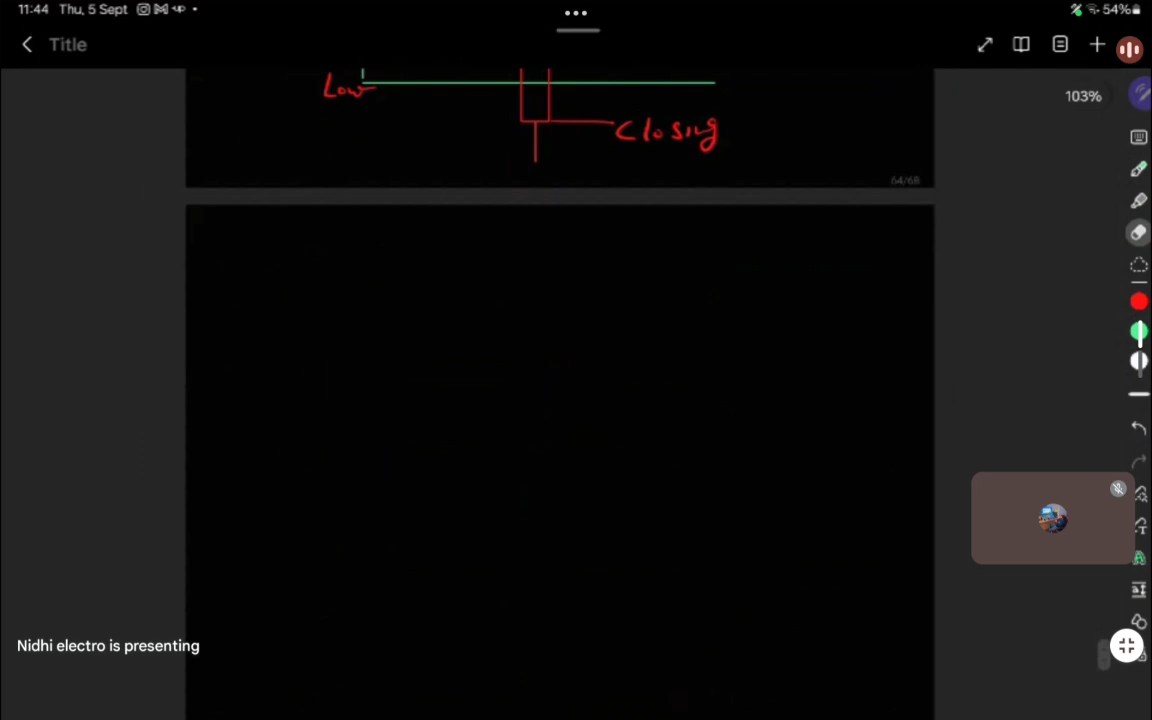 11:44 Thu, 5 Sept
54%
Title
103%
Low
Closing
64/68
Nidhi electro is presenting